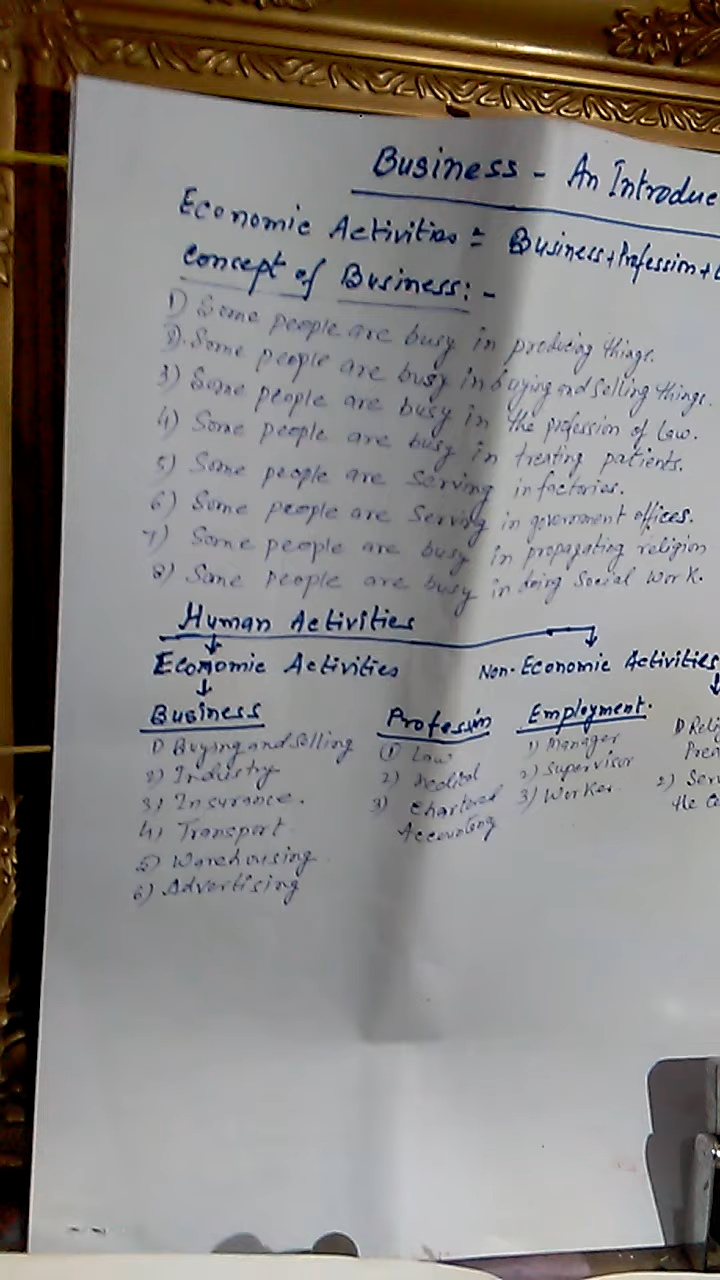 Business - An Introduc
Economic Activities = Business + Profession +
Concept of Business: -
1) Some people are busy in producing things.
2). Some people are busy in buying and selling things.
3) Some people are busy in the profession of law.
4) Some people are busy in treating patients.
5) Some people are serving in factories.
6) Some people are serving in government offices.
7) Some people are busy in propagating religion
8) Some people are busy in doing social work.
Human Activities
Economic Activities Non-Economic Activities
Business Profession Employment.
1) Buying and selling ① Law 1) Manager 1) Reli
2) Industry 2) Medical 2) Supervisor Prea
3) Insurance. 3) Chartered 3) Worker 2) Ser
4) Transport Accounting the
5) Warehousing
6) Advertising